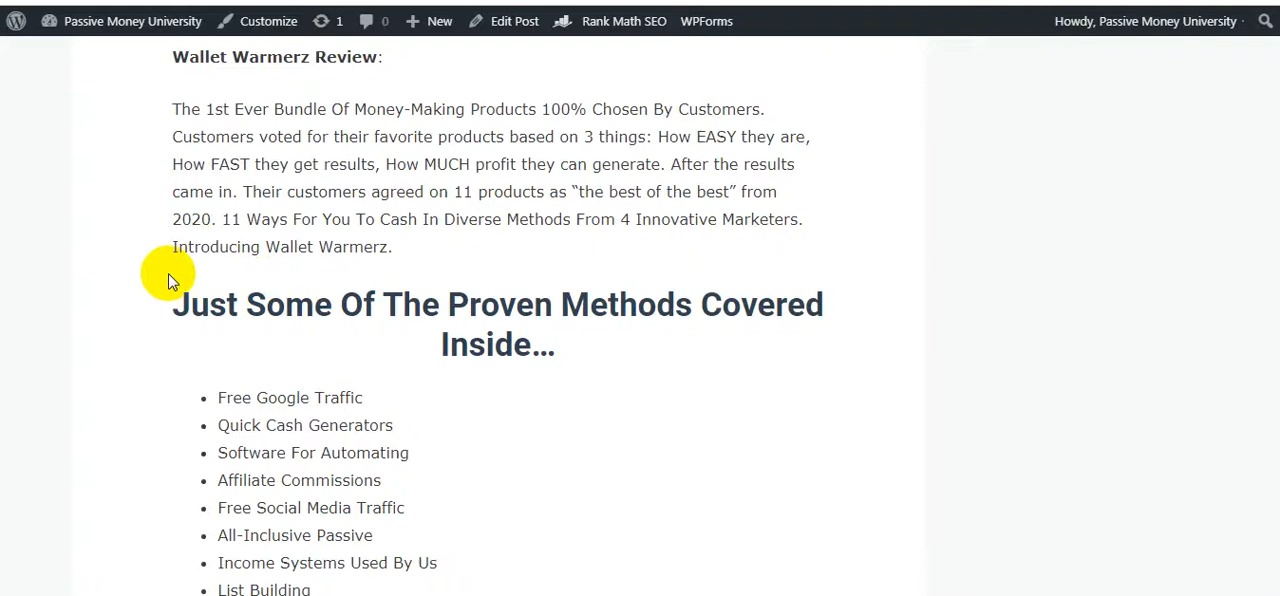 Passive Money University Customize 1 0 New Edit Post Rank Math SEO WPForms Howdy, Passive Money University
Wallet Warmerz Review:
The 1st Ever Bundle Of Money-Making Products 100% Chosen By Customers.
Customers voted for their favorite products based on 3 things: How EASY they are,
How FAST they get results, How MUCH profit they can generate. After the results
came in. Their customers agreed on 11 products as “the best of the best” from
2020. 11 Ways For You To Cash In Diverse Methods From 4 Innovative Marketers.
Introducing Wallet Warmerz.
Just Some Of The Proven Methods Covered
Inside…
• Free Google Traffic
• Quick Cash Generators
• Software For Automating
• Affiliate Commissions
• Free Social Media Traffic
• All-Inclusive Passive
• Income Systems Used By Us
• List Building